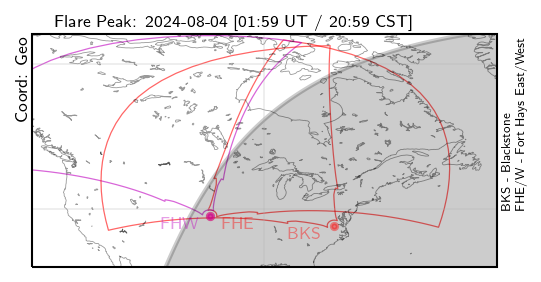 Flare Peak: 2024-08-04 [01:59 UT / 20:59 CST]
Coord: Geo
FHW
FHE
BKS
BKS - Blackstone
FHE/W - Fort Hays East/West